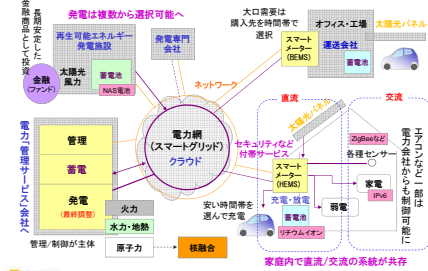 長期安定した
金融商品として投資
発電は複数から選択可能へ
再生可能エネルギー
発電施設
太陽光
風力
蓄電池
NAS電池
金融
(ファンド)
発電専門
会社
大口需要は
購入先を時間帯で
選択
スマート
メーター
(BEMS)
オフィス・工場
運送会社
蓄電池
太陽光パネル
ネットワーク
電力網
(スマートグリッド)
クラウド
直流
交流
太陽光パネル
セキュリティなど
付帯サービス
スマート
メーター
(HEMS)
ZigBeeなど
各種センサー
家電
IPv6
弱電
充電・放電
蓄電池
リチウムイオン
安い時間帯を
選んで充電
エアコンなど一部は
電力会社からも制御可能に
電力「管理サービス」会社へ
管理
蓄電
発電
(最終調整)
火力
水力・地熱
原子力
核融合
管理/制御が主体
家庭内で直流/交流の系統が共存